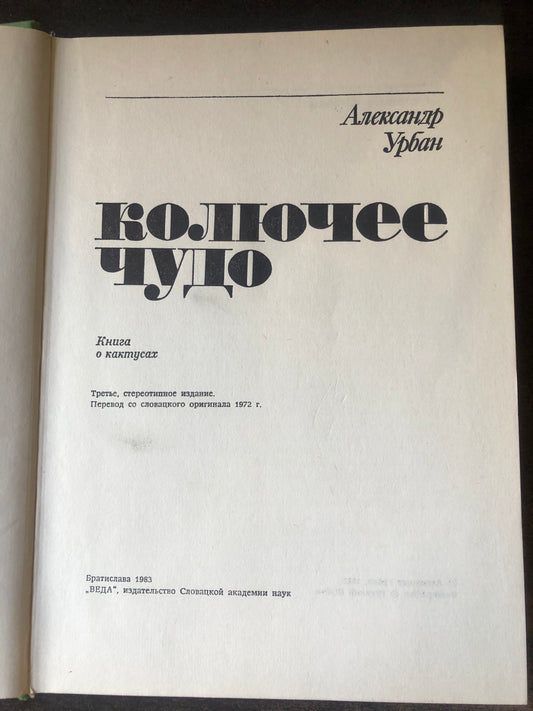 Александр
Урбан
колючее
чудо
Книга
о кактусах
Третье, стереотипное издание.
Перевод со словацкого оригинала 1972 г.
Братислава 1983
„ВЕДА", издательство Словацкой академии наук